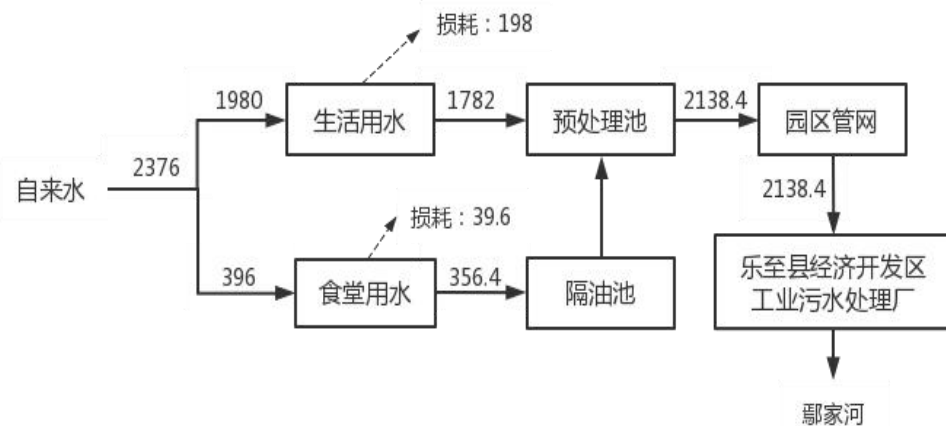 损耗：198
1980
生活用水
1782
预处理池
2138.4
园区管网
自来水
2376
2138.4
损耗：39.6
396
食堂用水
356.4
隔油池
乐至县经济开发区
工业污水处理厂
鄢家河